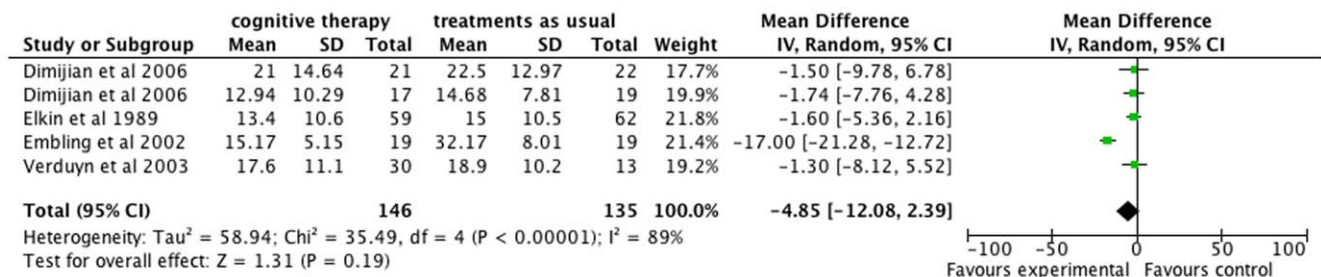 cognitive therapy treatments as usual Mean Difference Mean Difference
Study or Subgroup Mean SD Total Mean SD Total Weight IV, Random, 95% CI IV, Random, 95% CI
Dimijian et al 2006 21 14.64 21 22.5 12.97 22 17.7% -1.50 [-9.78, 6.78]
Dimijian et al 2006 12.94 10.29 17 14.68 7.81 19 19.9% -1.74 [-7.76, 4.28]
Elkin et al 1989 13.4 10.6 59 15 10.5 62 21.8% -1.60 [-5.36, 2.16]
Embling et al 2002 15.17 5.15 19 32.17 8.01 19 21.4% -17.00 [-21.28, -12.72]
Verduyn et al 2003 17.6 11.1 30 18.9 10.2 13 19.2% -1.30 [-8.12, 5.52]
Total (95% CI) 146 135 100.0% -4.85 [-12.08, 2.39]
Heterogeneity: Tau² = 58.94; Chi² = 35.49, df = 4 (P < 0.00001); I² = 89%
Test for overall effect: Z = 1.31 (P = 0.19)
-100 -50 0 50 100
Favours experimental Favours control